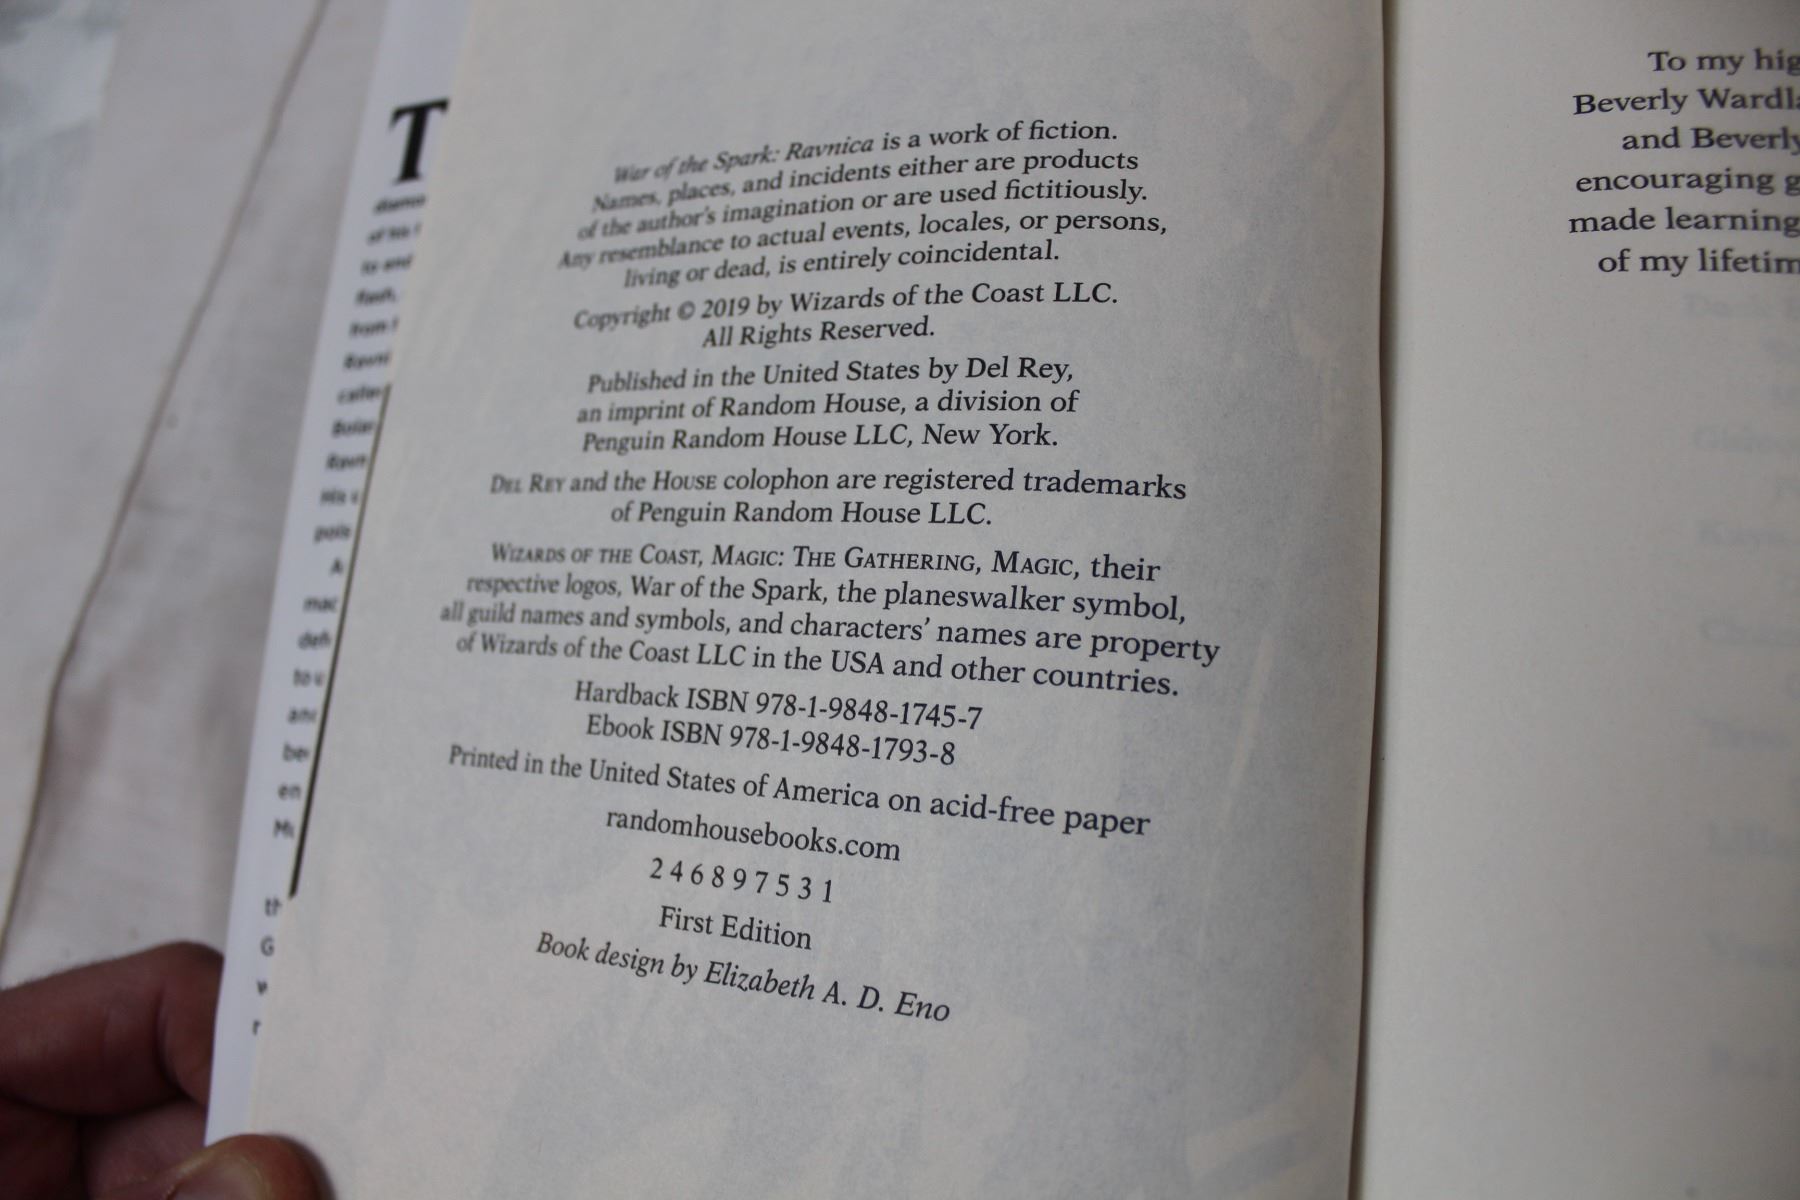 T
War of the Spark: Ravnica is a work of fiction.
Names, places, and incidents either are products
of the author's imagination or are used fictitiously.
Any resemblance to actual events, locales, or persons,
living or dead, is entirely coincidental.
Copyright © 2019 by Wizards of the Coast LLC.
All Rights Reserved.
Published in the United States by Del Rey,
an imprint of Random House, a division of
Penguin Random House LLC, New York.
DEL REY and the HOUSE colophon are registered trademarks
of Penguin Random House LLC.
WIZARDS OF THE COAST, MAGIC: THE GATHERING, MAGIC, their
respective logos, War of the Spark, the planeswalker symbol,
all guild names and symbols, and characters' names are property
of Wizards of the Coast LLC in the USA and other countries.
Hardback ISBN 978-1-9848-1745-7
Ebook ISBN 978-1-9848-1793-8
Printed in the United States of America on acid-free paper
randomhousebooks.com
2 4 6 8 9 7 5 3 1
First Edition
Book design by Elizabeth A. D. Eno
To my hig
Beverly Wardl
and Beverly
encouraging g
made learning
of my lifetim